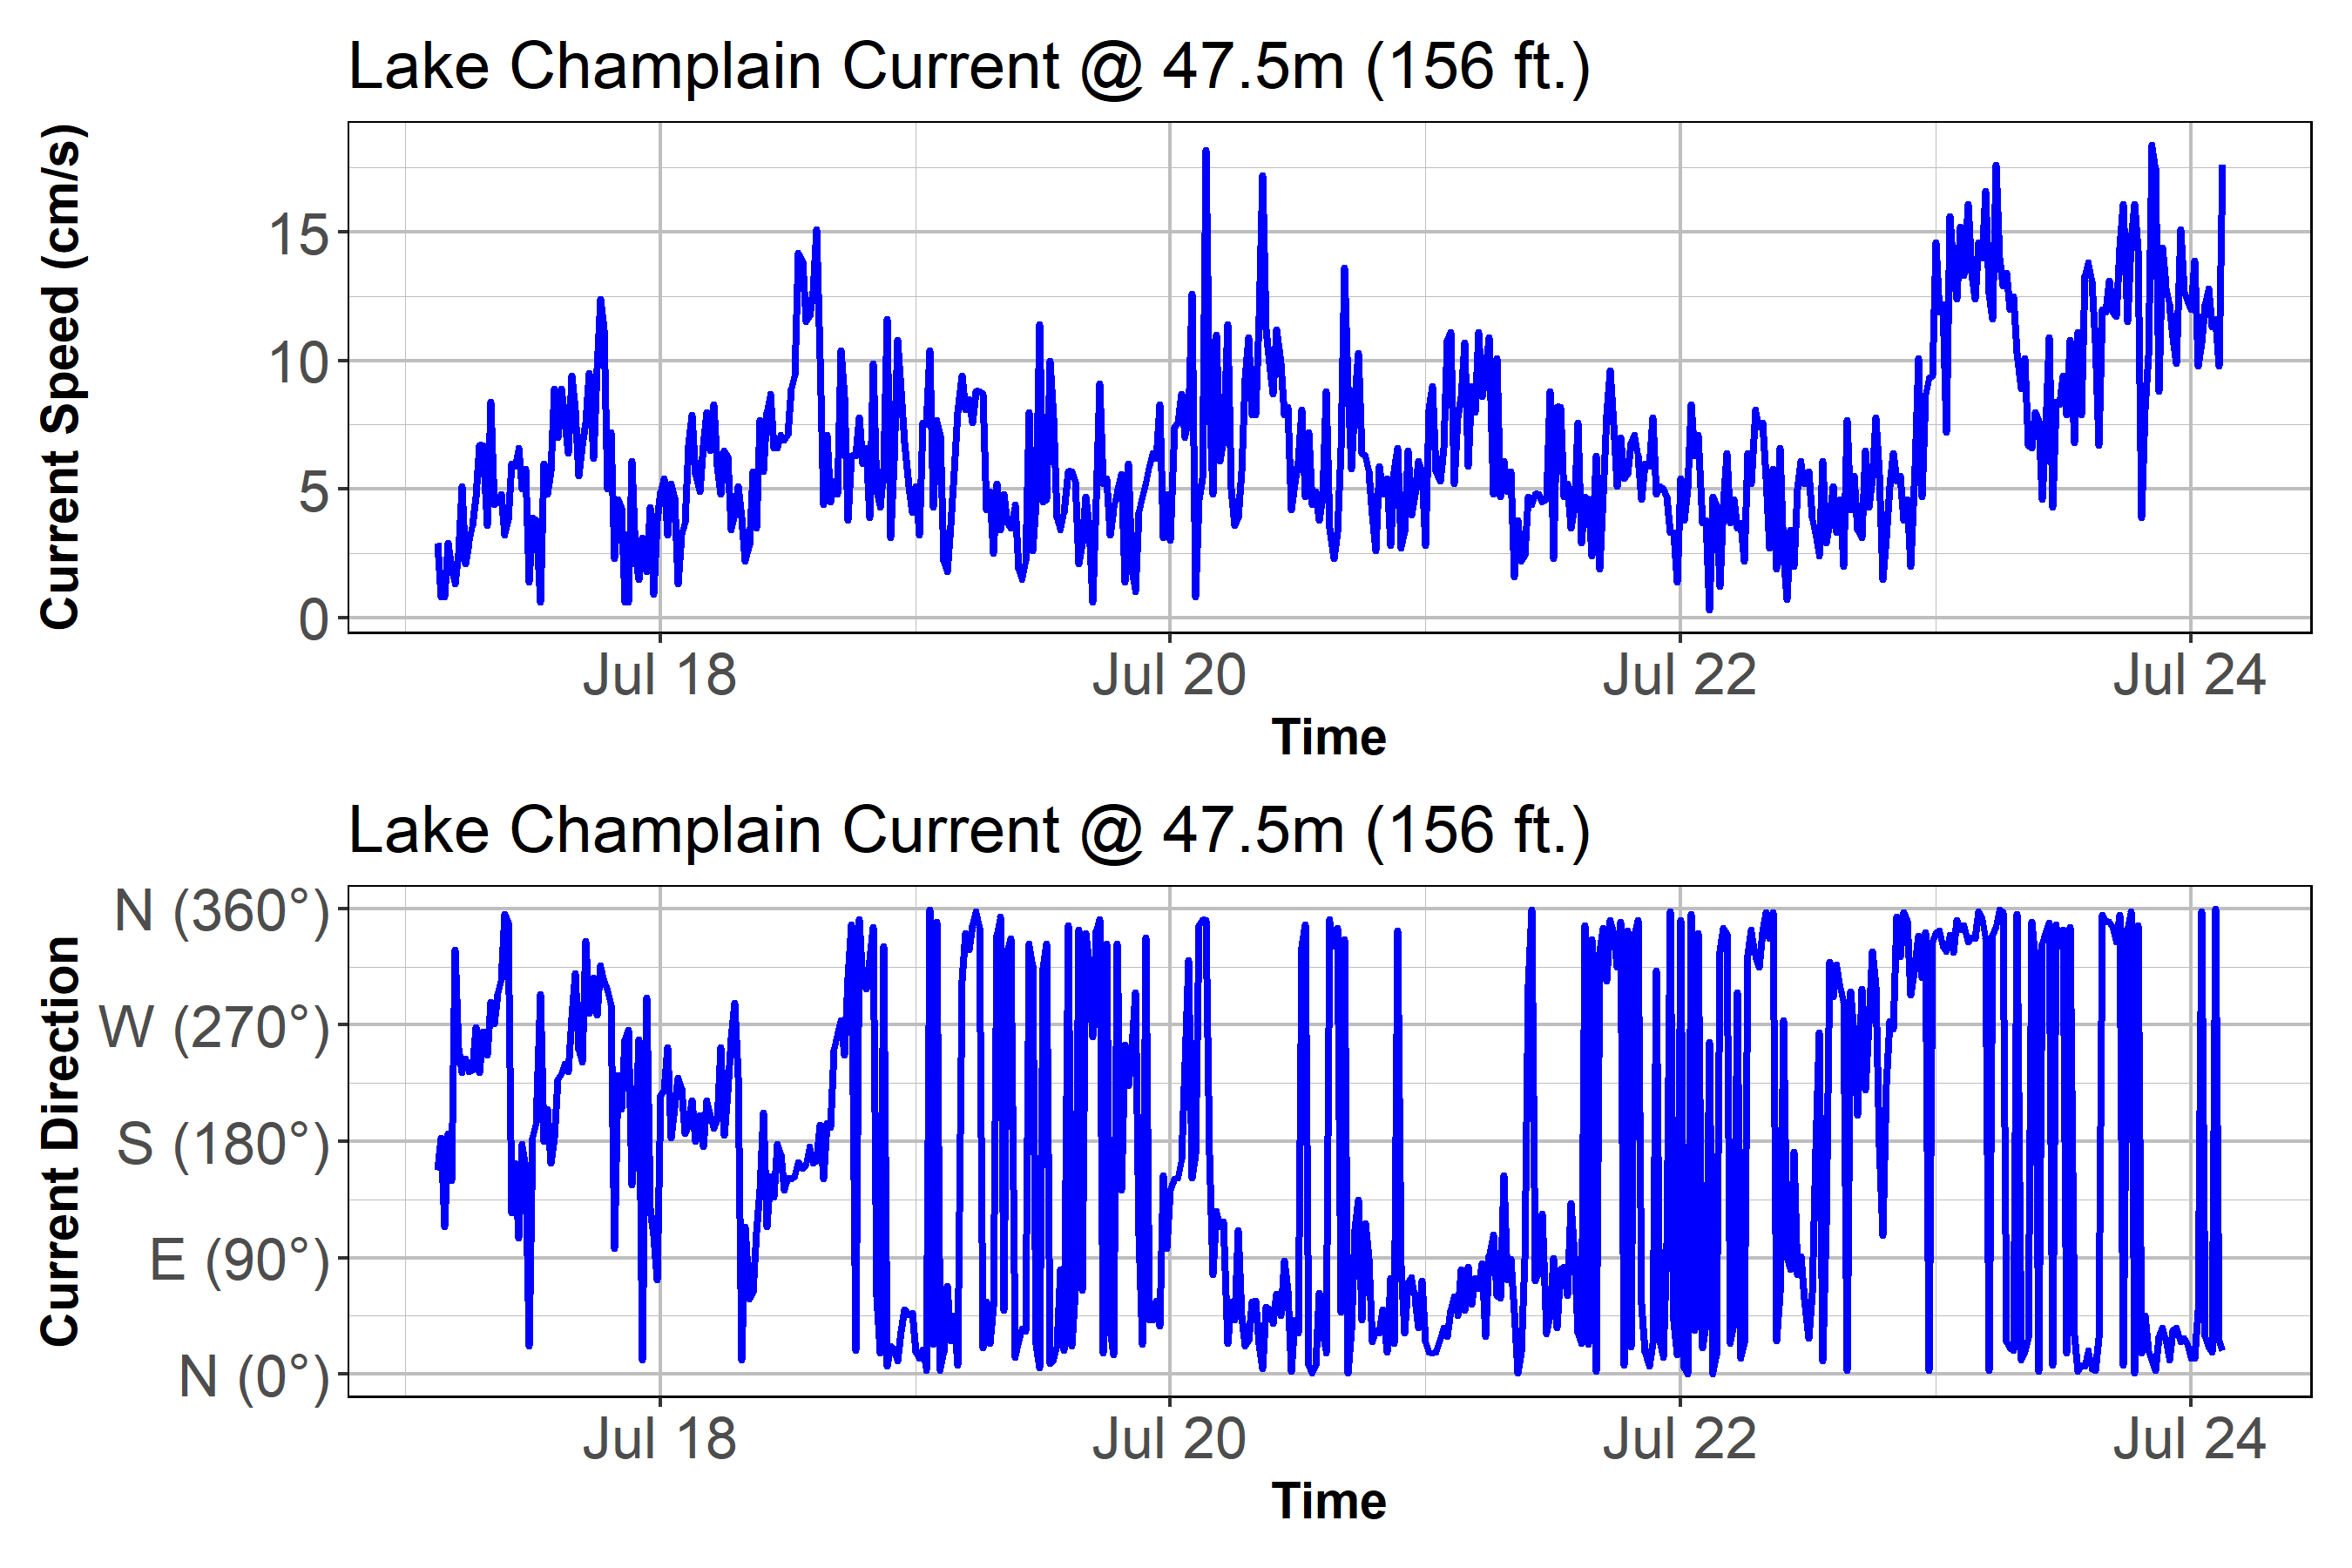 Lake Champlain Current @ 47.5m (156 ft.)
Current Speed (cm/s)
15
10
5
0
Jul 18 Jul 20 Jul 22 Jul 24
Time
Lake Champlain Current @ 47.5m (156 ft.)
Current Direction
N (360°)
W (270°)
S (180°)
E (90°)
N (0°)
Jul 18 Jul 20 Jul 22 Jul 24
Time